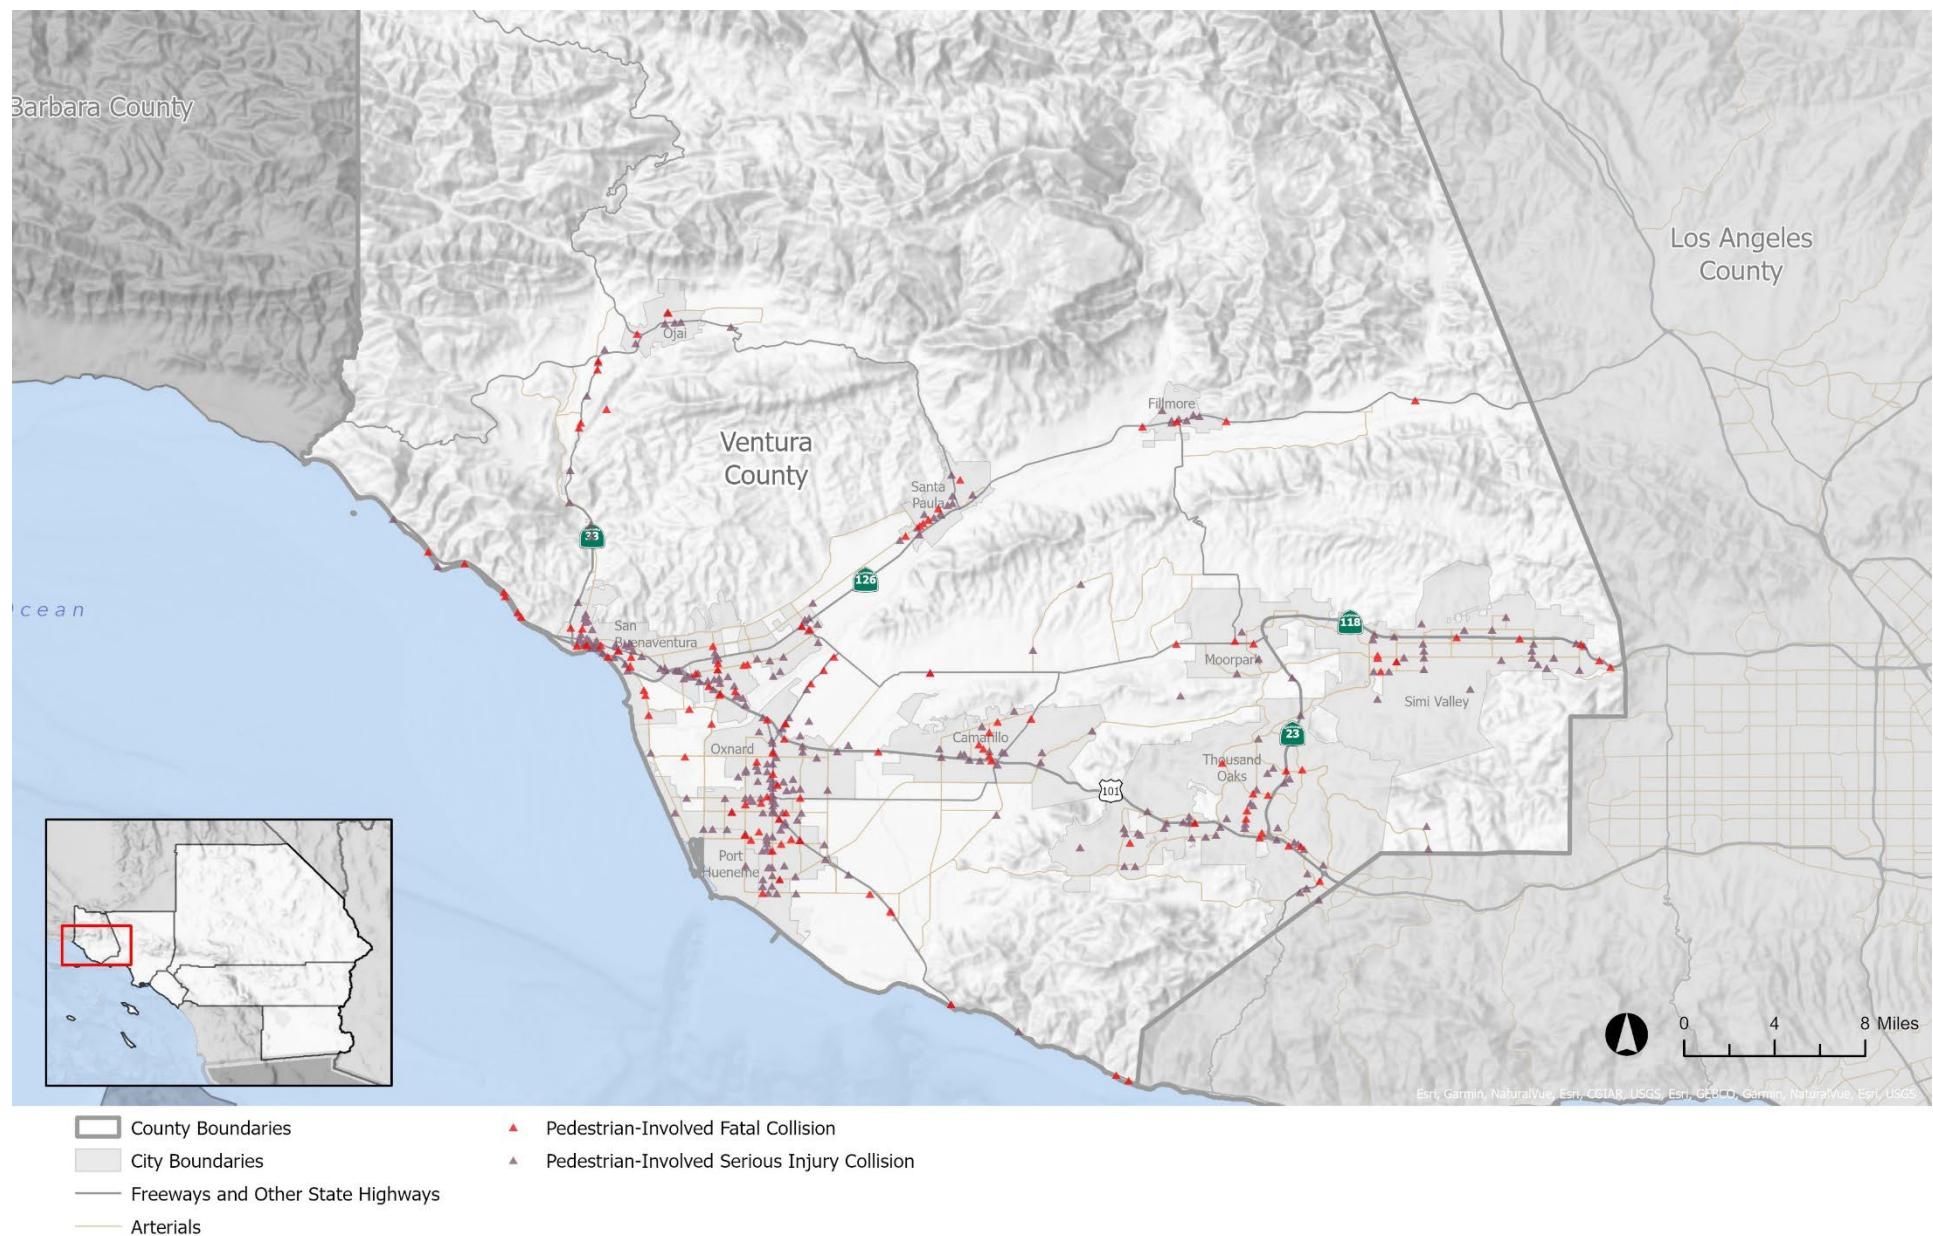 Barbara County
Los Angeles
County
Ojai
Fillmore
Ventura
County
Santa
Paula
33
126
ocean
San
Buenaventura
118
Moorpark
Simi Valley
23
Camarillo
Oxnard
Thousand
Oaks
101
Port
Hueneme
0 4 8 Miles
Esri, Garmin, NaturalVue, Esri, CGIAR, USGS, Esri, GEBCO, Garmin, NaturalVue, Esri, USGS
County Boundaries
City Boundaries
Freeways and Other State Highways
Arterials
Pedestrian-Involved Fatal Collision
Pedestrian-Involved Serious Injury Collision